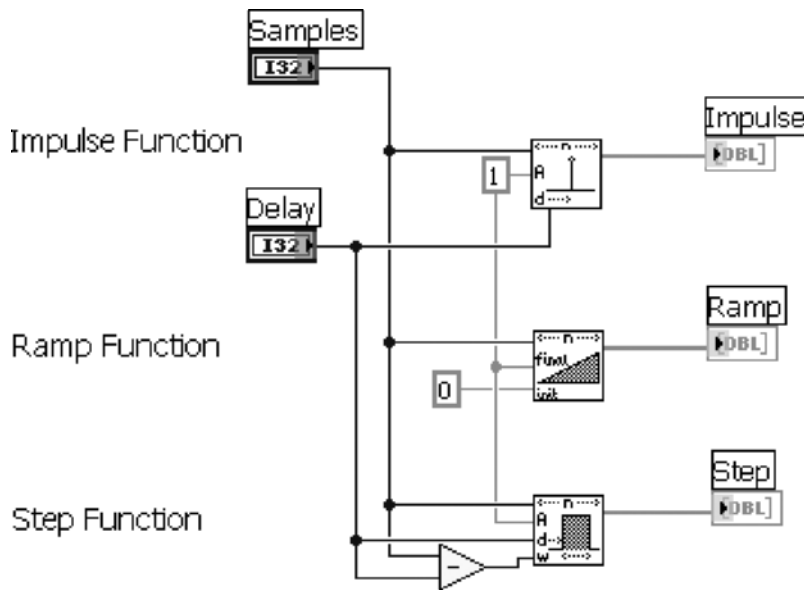 Samples
I32
Impulse Function
Impulse
n
[DBL]
1
A
d
Delay
I32
Ramp Function
Ramp
n
[DBL]
final
0
init
Step Function
Step
n
[DBL]
A
d
-
W